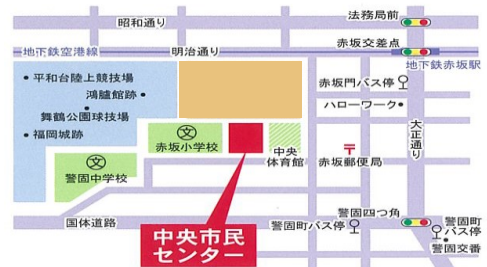 昭和通り
法務局前
地下鉄空港線
明治通り
赤坂交差点
地下鉄赤坂駅
平和台陸上競技場
鴻臚館跡
舞鶴公園球技場
福岡城跡
赤坂門バス停
ハローワーク
大正通り
文
赤坂小学校
中央
体育館
〒
赤坂郵便局
文
警固中学校
国体道路
中央市民
センター
警固四つ角
警固町バス停
警固町
バス停
警固交番